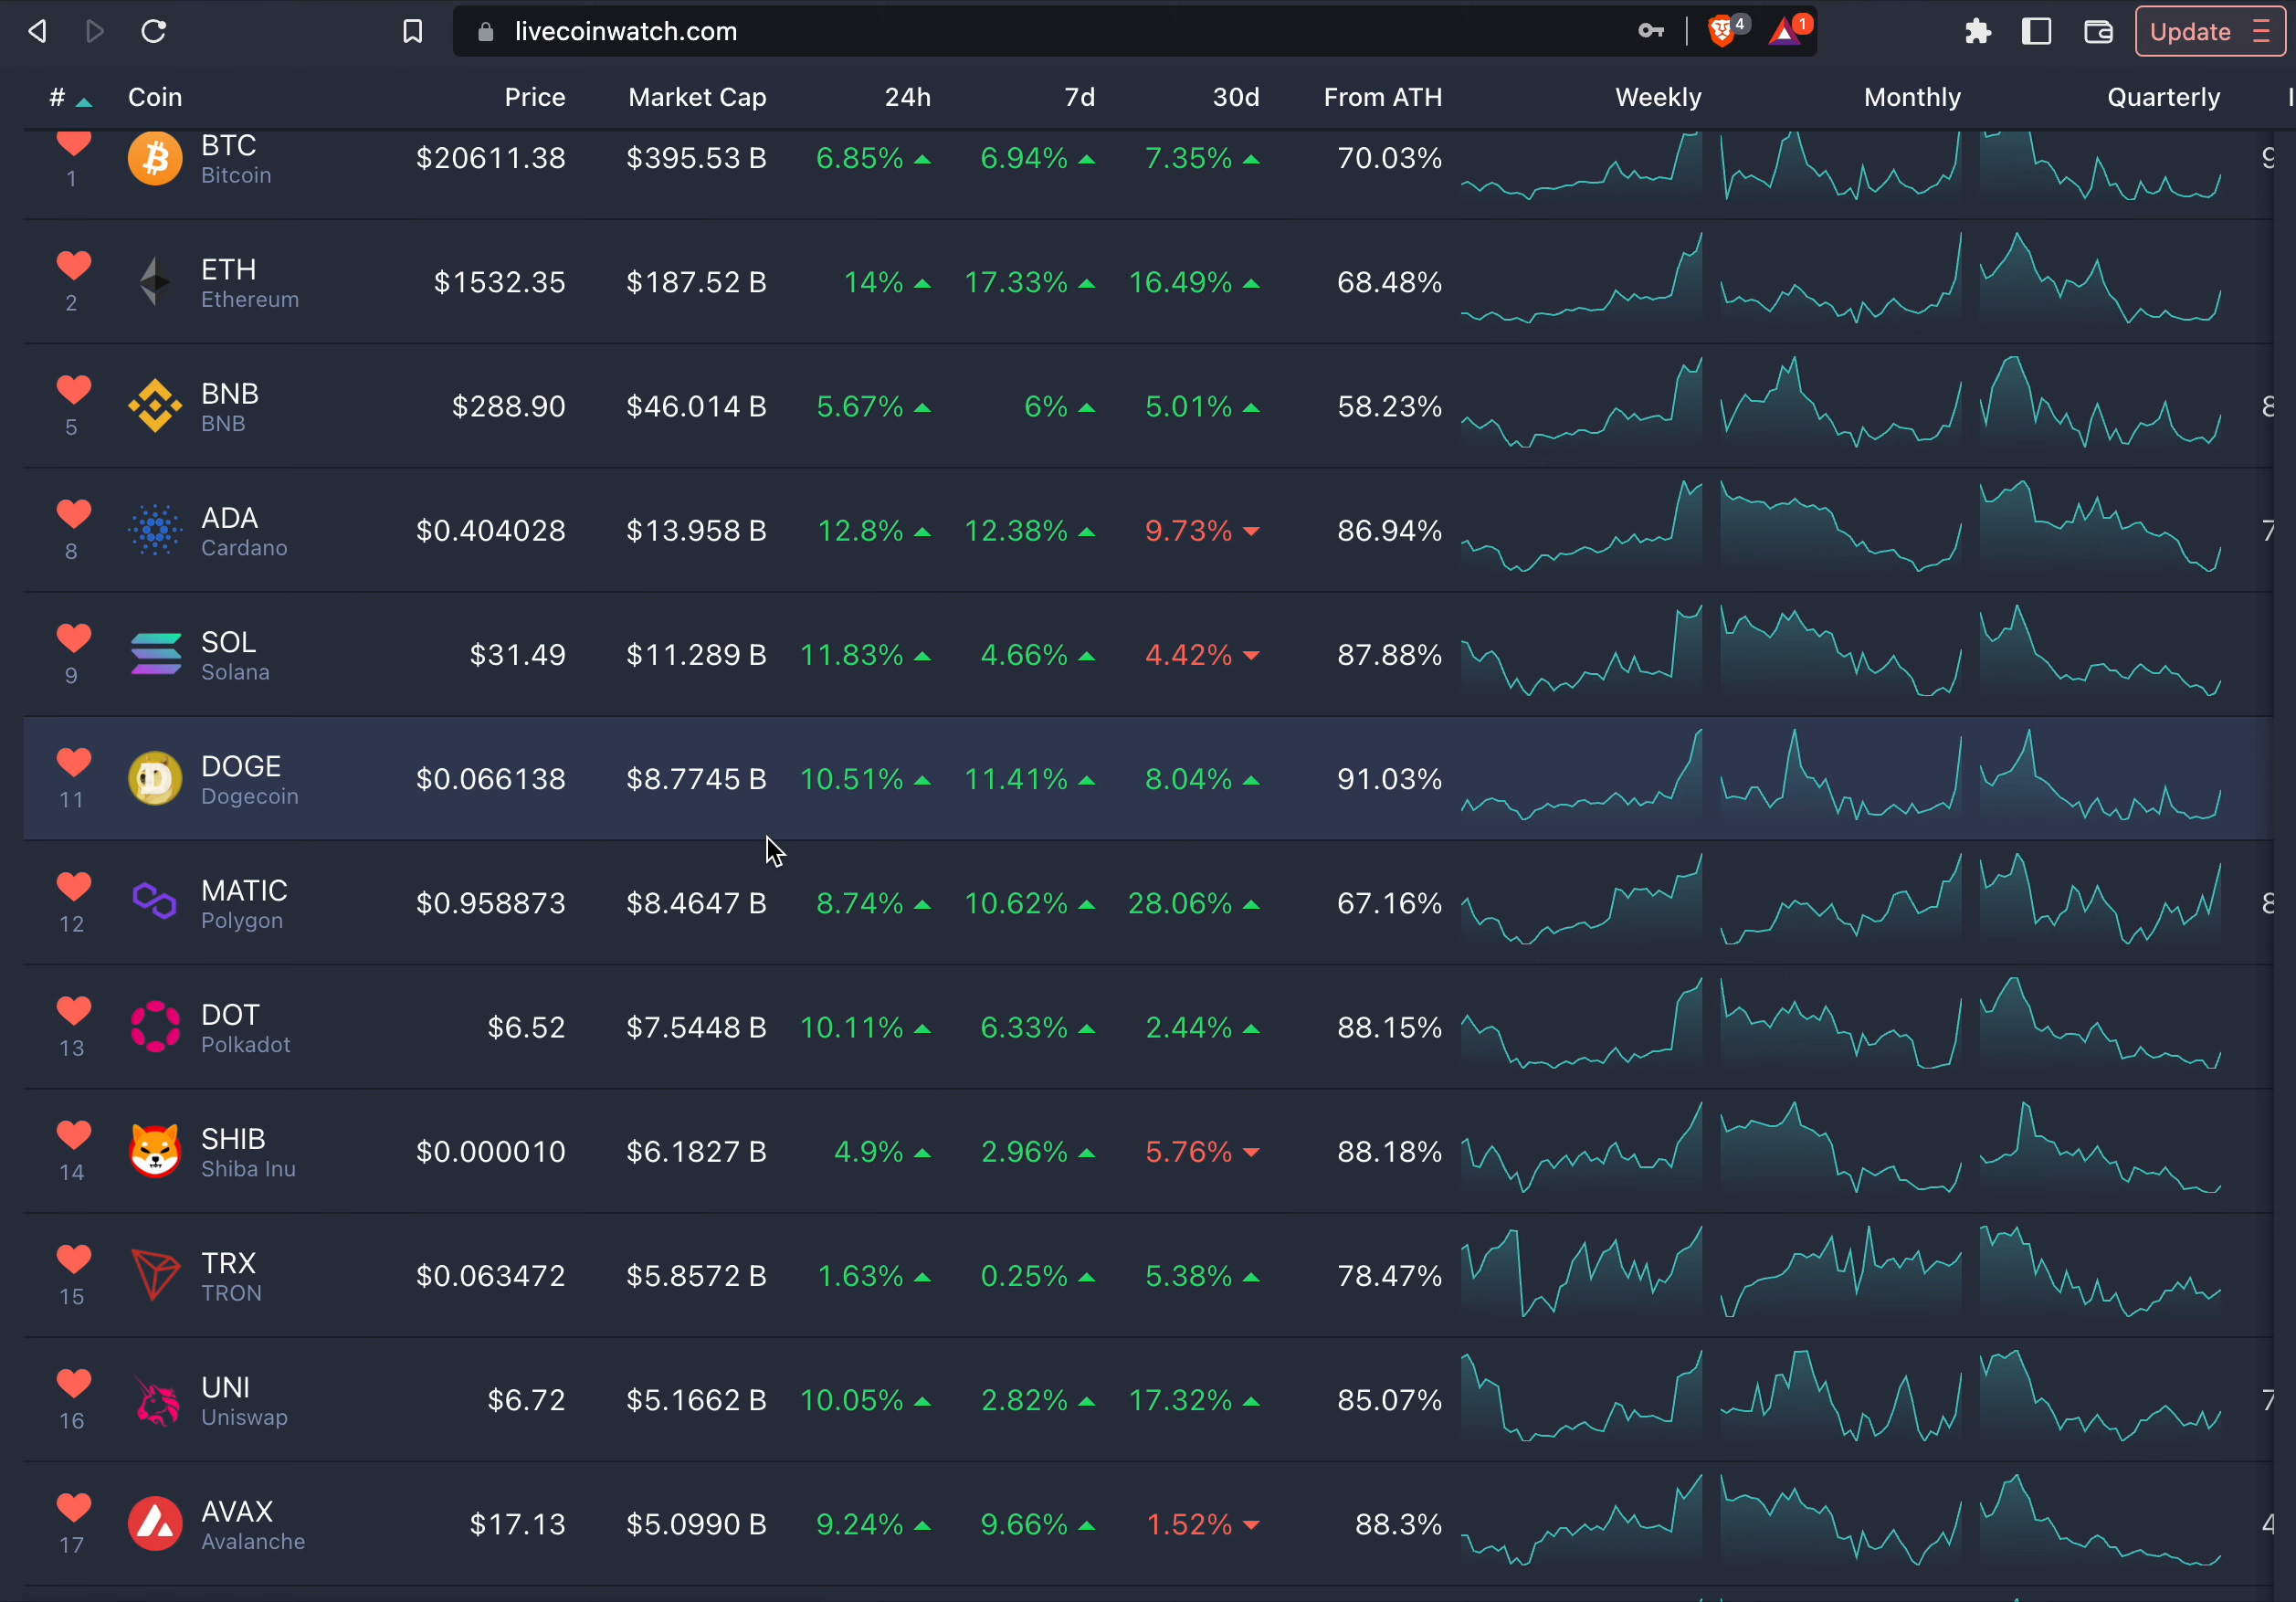 livecoinwatch.com 4 1 Update
# Coin Price Market Cap 24h 7d 30d From ATH Weekly Monthly Quarterly
1 BTC Bitcoin $20611.38 $395.53 B 6.85% 6.94% 7.35% 70.03%
2 ETH Ethereum $1532.35 $187.52 B 14% 17.33% 16.49% 68.48%
5 BNB BNB $288.90 $46.014 B 5.67% 6% 5.01% 58.23%
8 ADA Cardano $0.404028 $13.958 B 12.8% 12.38% 9.73% 86.94%
9 SOL Solana $31.49 $11.289 B 11.83% 4.66% 4.42% 87.88%
11 DOGE Dogecoin $0.066138 $8.7745 B 10.51% 11.41% 8.04% 91.03%
12 MATIC Polygon $0.958873 $8.4647 B 8.74% 10.62% 28.06% 67.16%
13 DOT Polkadot $6.52 $7.5448 B 10.11% 6.33% 2.44% 88.15%
14 SHIB Shiba Inu $0.000010 $6.1827 B 4.9% 2.96% 5.76% 88.18%
15 TRX TRON $0.063472 $5.8572 B 1.63% 0.25% 5.38% 78.47%
16 UNI Uniswap $6.72 $5.1662 B 10.05% 2.82% 17.32% 85.07%
17 AVAX Avalanche $17.13 $5.0990 B 9.24% 9.66% 1.52% 88.3%